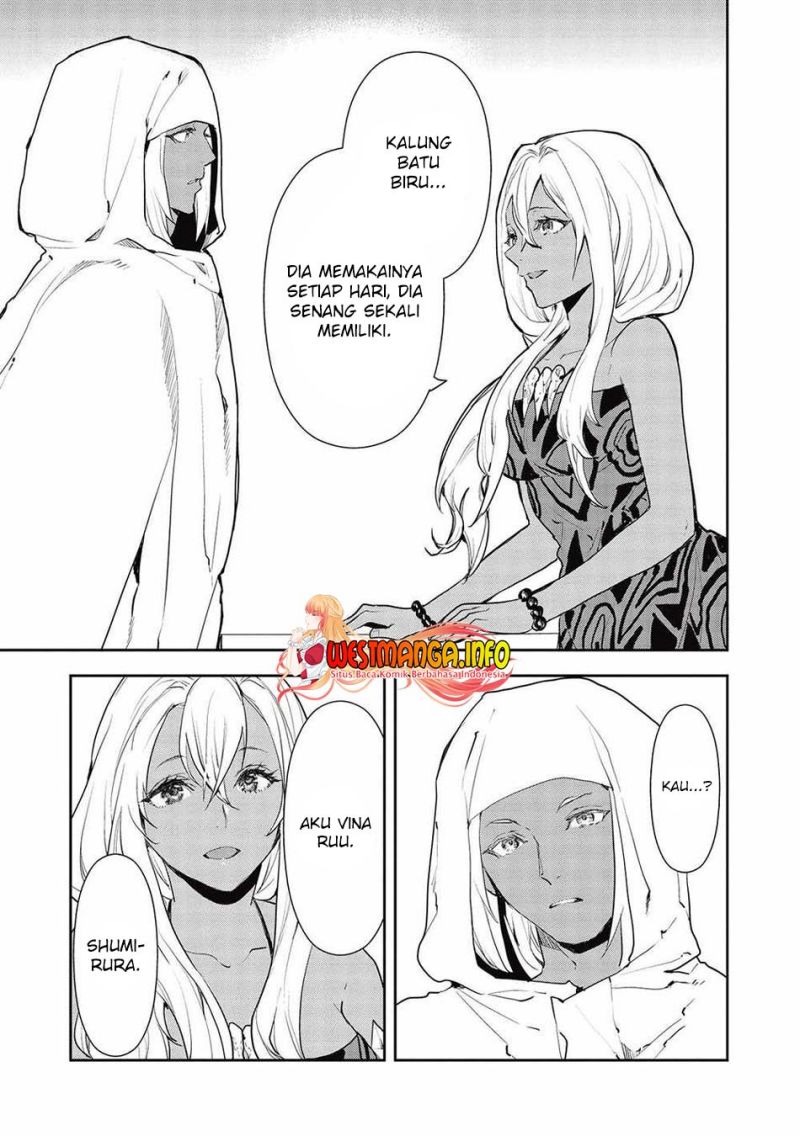 KALUNG
BATU
BIRU...
DIA MEMAKAINYA
SETIAP HARI, DIA
SENANG SEKALI
MEMILIKI.
WESTMANGA.INFO
Situs Baca Komik Berbahasa Indonesia
KAU...?
AKU VINA
RUU.
SHUMI-
RURA.